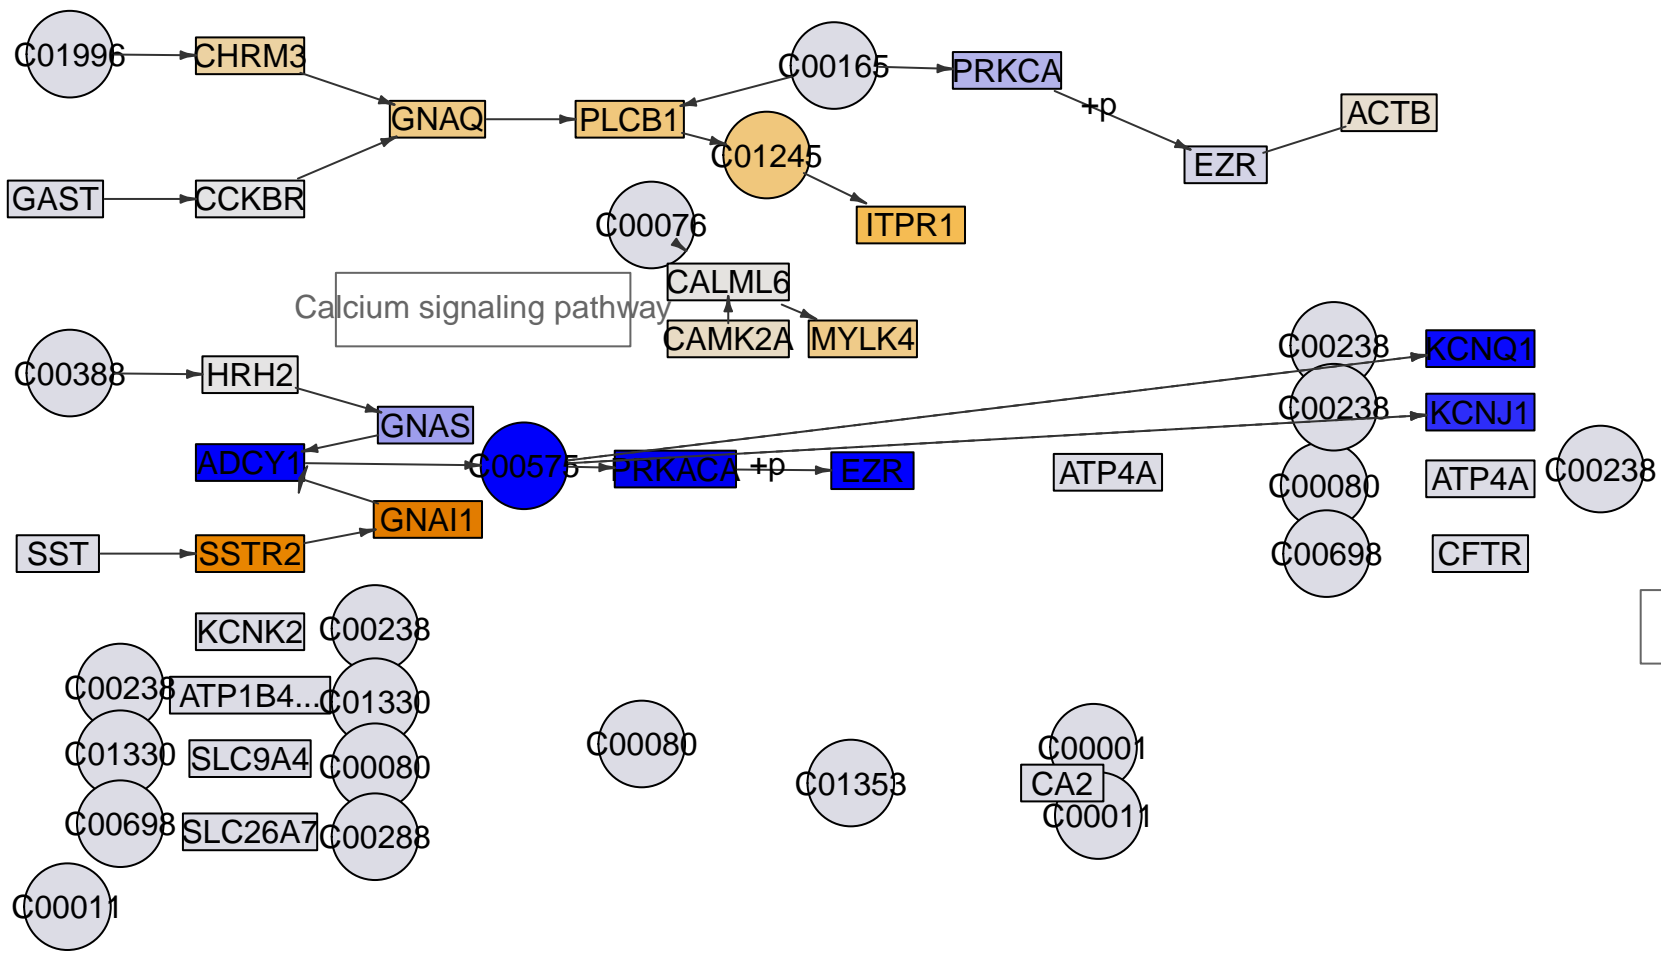 C01996
CHRM3
C00165
PRKCA
+p
ACTB
GNAQ
PLCB1
C01245
EZR
GAST
CCKBR
C00076
ITPR1
CALML6
Calcium signaling pathway
CAMK2A
MYLK4
C00238
KCNQ1
C00388
HRH2
C00238
KCNJ1
GNAS
ADCY1
C00575
PRKACA
+p
EZR
ATP4A
C00080
ATP4A
C00238
GNAI1
SST
SSTR2
C00698
CFTR
KCNK2
C00238
C00238
ATP1B4...
C01330
C01330
SLC9A4
C00080
C00080
C01353
C00001
CA2
C00011
C00698
SLC26A7
C00288
C00011